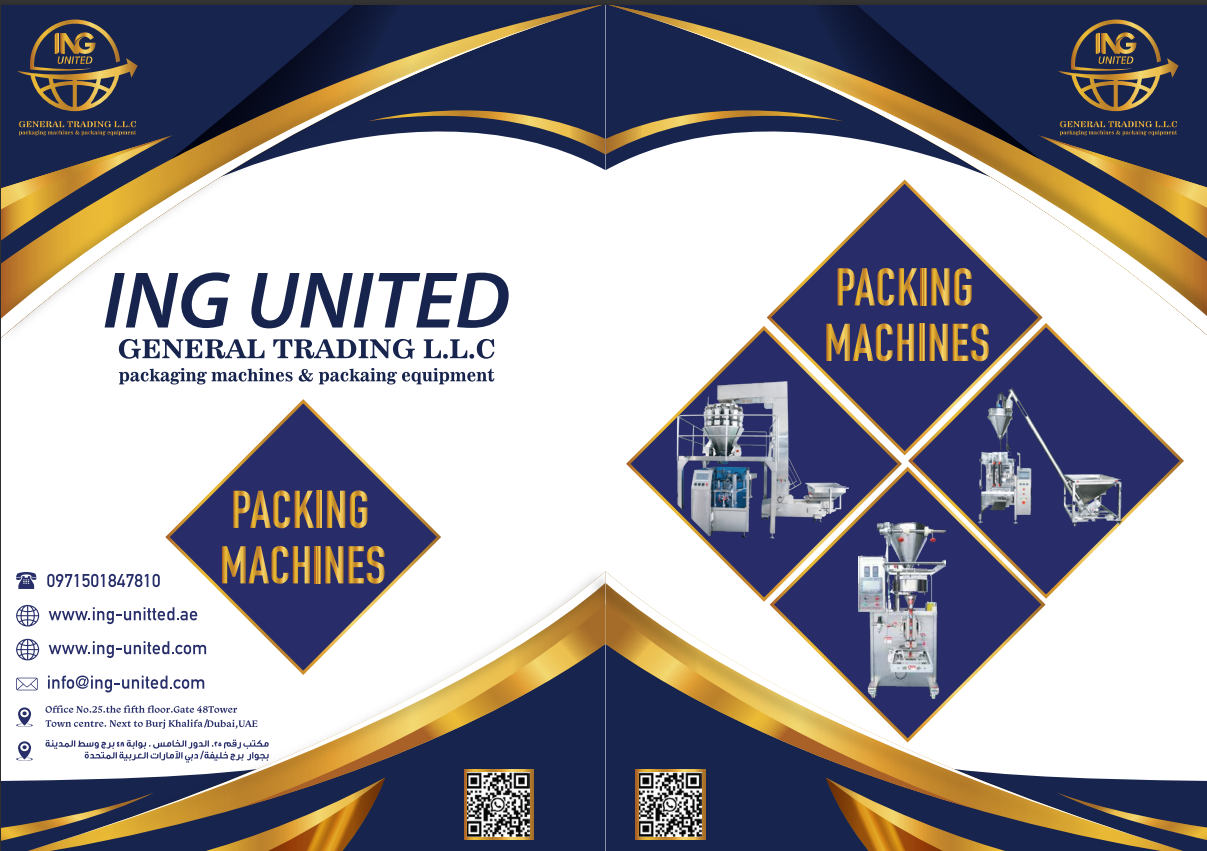 ING
UNITED
GENERAL TRADING L.L.C
packaging machines & packaing equipment
ING UNITED
GENERAL TRADING L.L.C
packaging machines & packaing equipment
PACKING
MACHINES
0971501847810
www.ing-unitted.ae
www.ing-united.com
info@ing-united.com
Office No.25.the fifth floor.Gate 48Tower
Town centre. Next to Burj Khalifa/Dubai,UAE
مكتب رقم ٢٥. الدور الخامس . بوابة ٤٨ برج وسط المدينة
بجوار برج خليفة/ دبي الأمارات العربية المتحدة
ING
UNITED
GENERAL TRADING L.L.C
packaging machines & packaing equipment
PACKING
MACHINES